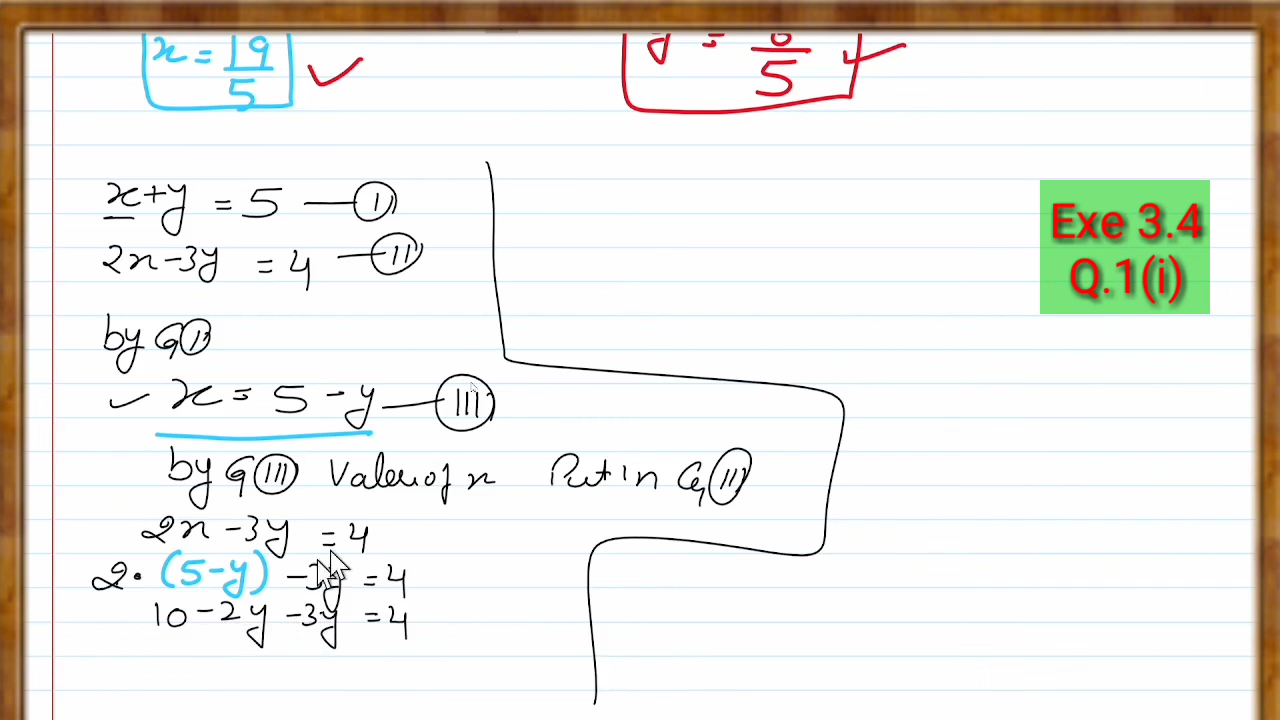 x = 19/5
y = 6/5
x + y = 5 — (I)
2x - 3y = 4 — (II)
Exe 3.4
Q.1(i)
by Eq (I)
✓ x = 5 - y — (III)
by Eq (III) Value of x Put in Eq (II)
2x - 3y = 4
2·(5-y) - 3y = 4
10 - 2y - 3y = 4